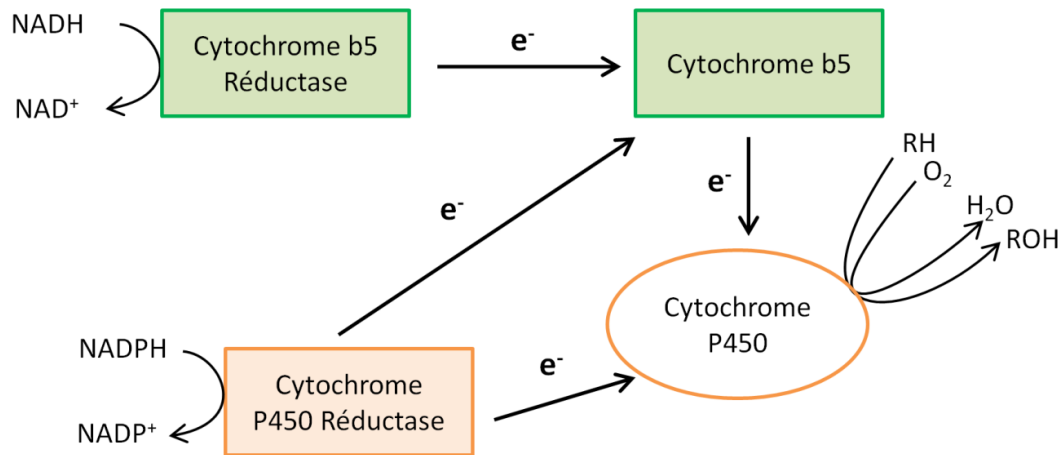 NADH
NAD⁺
Cytochrome b5
Réductase
e⁻
Cytochrome b5
e⁻
e⁻
RH
O₂
H₂O
ROH
Cytochrome
P450
NADPH
NADP⁺
Cytochrome
P450 Réductase
e⁻